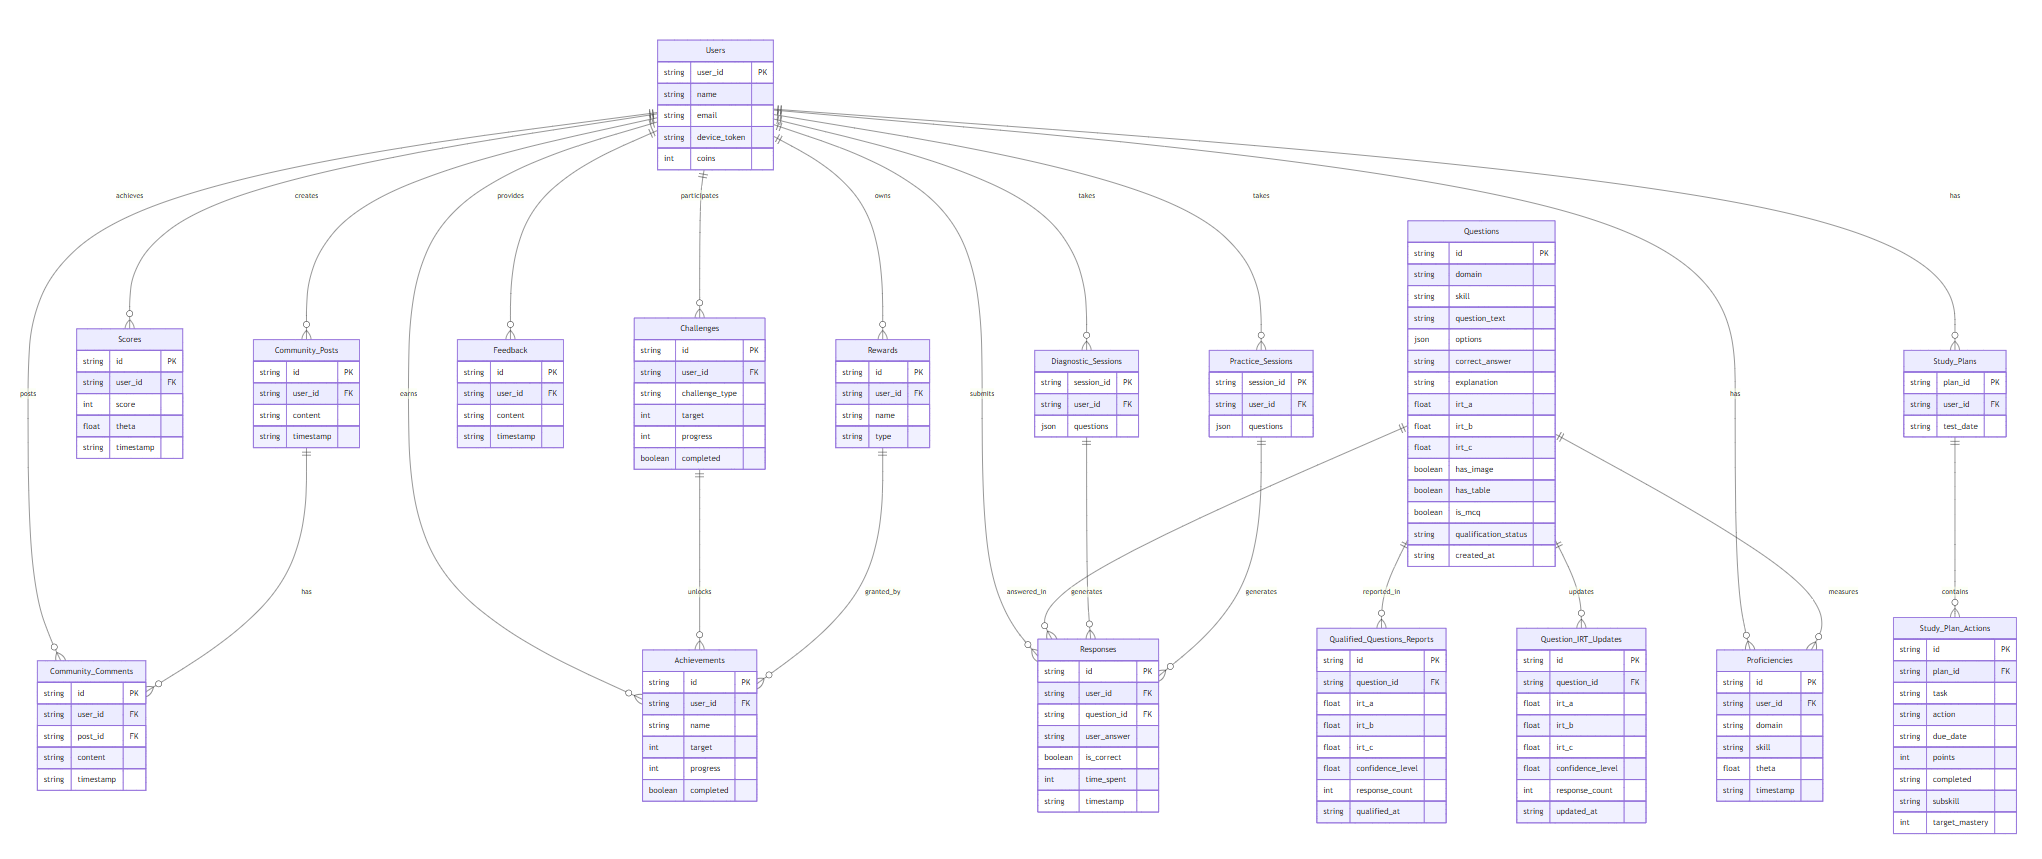 Users
string user_id PK
string name
string email
string device_token
int coins
achieves
creates
provides
participates
owns
takes
takes
has
Questions
string id PK
string domain
string skill
string question_text
json options
string correct_answer
string explanation
float irt_a
float irt_b
float irt_c
boolean has_image
boolean has_table
boolean is_mcq
string qualification_status
string created_at
Scores
string id PK
string user_id FK
int score
float theta
string timestamp
Community_Posts
string id PK
string user_id FK
string content
string timestamp
Feedback
string id PK
string user_id FK
string content
string timestamp
Challenges
string id PK
string user_id FK
string challenge_type
int target
int progress
boolean completed
Rewards
string id PK
string user_id FK
string name
string type
Diagnostic_Sessions
string session_id PK
string user_id FK
json questions
Practice_Sessions
string session_id PK
string user_id FK
json questions
Study_Plans
string plan_id PK
string user_id FK
string test_date
posts
earns
submits
has
has
unlocks
granted_by
answered_in
generates
generates
reported_in
updates
measures
contains
Community_Comments
string id PK
string user_id FK
string post_id FK
string content
string timestamp
Achievements
string id PK
string user_id FK
string name
int target
int progress
boolean completed
Responses
string id PK
string user_id FK
string question_id FK
string user_answer
boolean is_correct
int time_spent
string timestamp
Qualified_Questions_Reports
string id PK
string question_id FK
float irt_a
float irt_b
float irt_c
float confidence_level
int response_count
string qualified_at
Question_IRT_Updates
string id PK
string question_id FK
float irt_a
float irt_b
float irt_c
float confidence_level
int response_count
string updated_at
Proficiencies
string id PK
string user_id FK
string domain
string skill
float theta
string timestamp
Study_Plan_Actions
string id PK
string plan_id FK
string task
string action
string due_date
int points
string completed
string subskill
int target_mastery